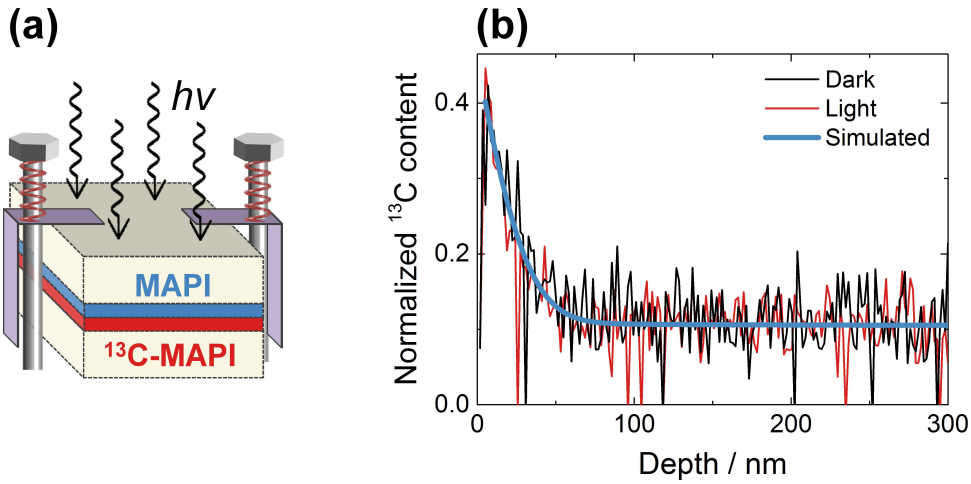 (a)
hν
MAPI
¹³C-MAPI
(b)
Normalized ¹³C content
0.4
0.2
0.0
Dark
Light
Simulated
0 100 200 300
Depth / nm